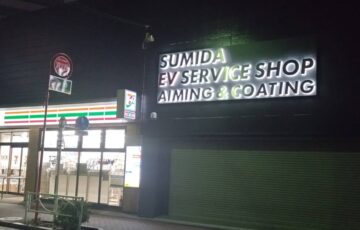 SUMIDA
EV SERVICE SHOP
AIMING & COATING